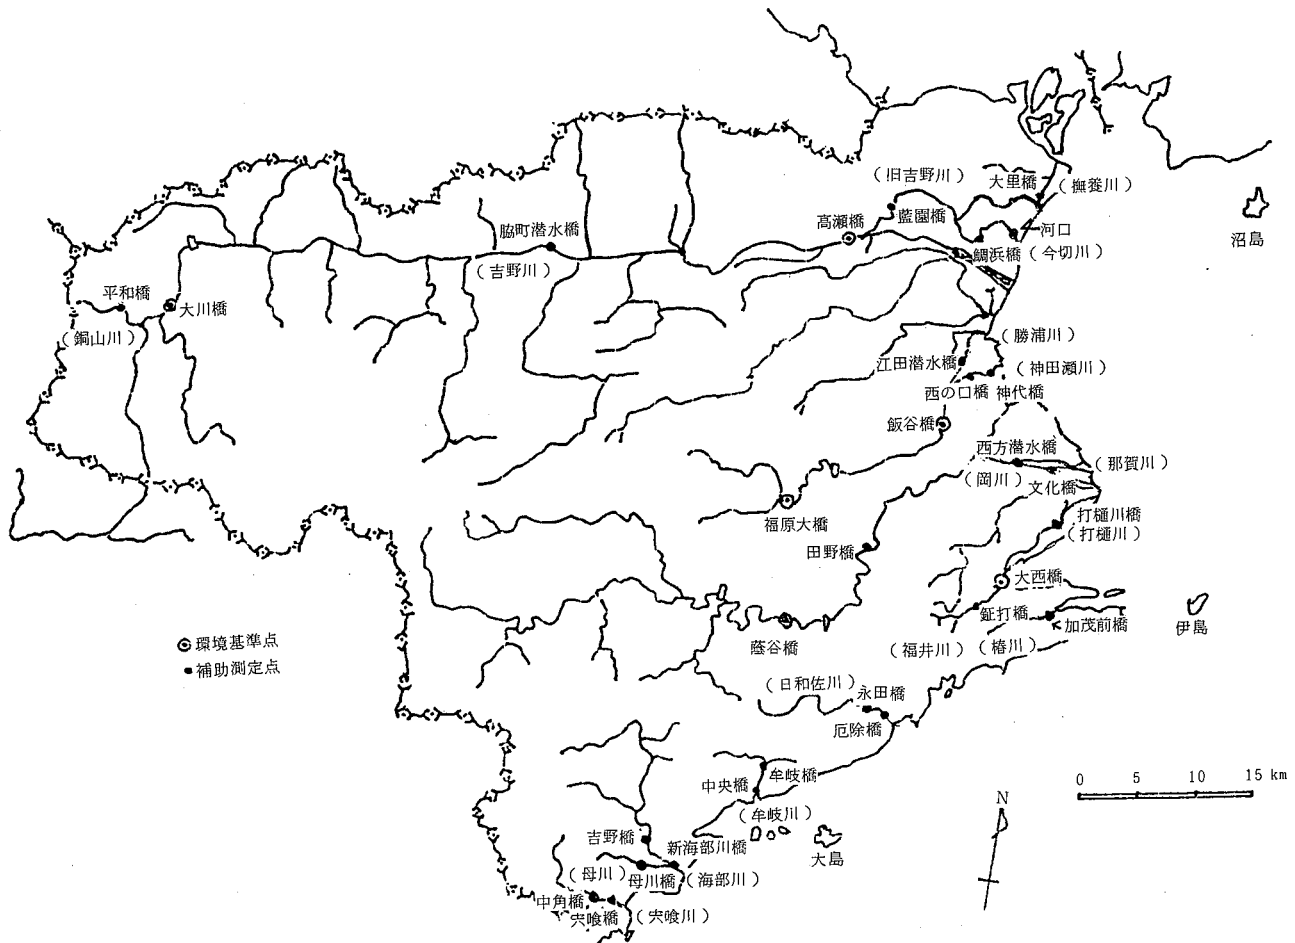 (旧吉野川)
大里橋
(撫養川)
高瀬橋
藍園橋
河口
鯛浜橋
(今切川)
沼島
脇町潜水橋
(吉野川)
平和橋
大川橋
(銅山川)
(勝浦川)
江田潜水橋
(神田瀬川)
西の口橋
神代橋
飯谷橋
西方潜水橋
(那賀川)
(岡川)
文化橋
福原大橋
打樋川橋
(打樋川)
田野橋
大西橋
鉦打橋
加茂前橋
伊島
(福井川)
(椿川)
蔭谷橋
環境基準点
補助測定点
(日和佐川)
永田橋
厄除橋
牟岐橋
中央橋
(牟岐川)
大島
0 5 10 15 km
N
吉野橋
新海部川橋
(母川)
母川橋
(海部川)
中角橋
宍喰橋
(宍喰川)